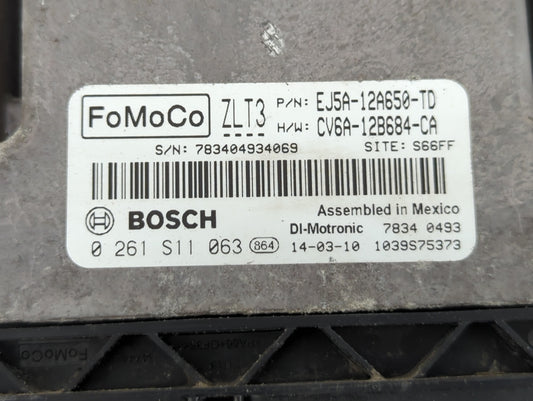 FoMoCo ZLT3 P/N: EJ5A-12A650-TD
H/W: CV6A-12B684-CA
S/N: 783404934069 SITE: S66FF
BOSCH Assembled in Mexico
DI-Motronic 7834 0493
0 261 S11 063 864 14-03-10 1039S75373
FoMoCo